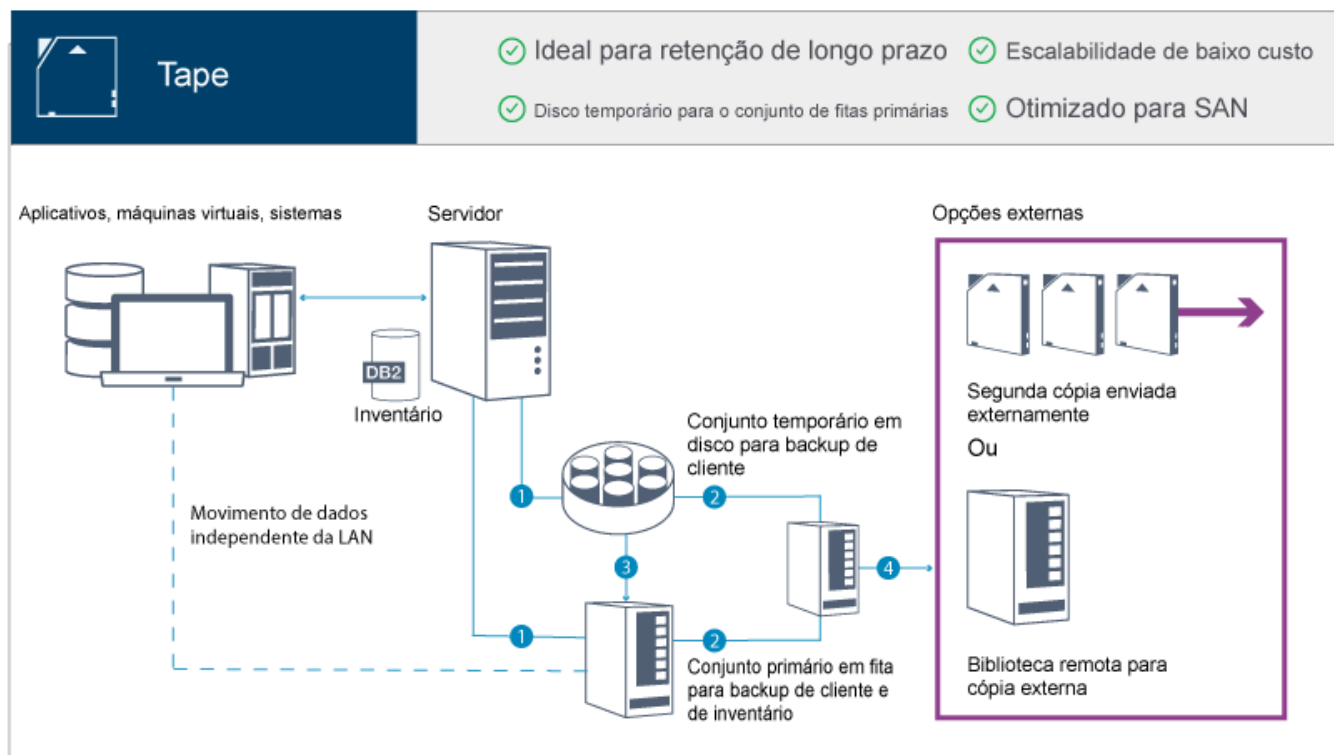 Tape
Ideal para retenção de longo prazo
Escalabilidade de baixo custo
Disco temporário para o conjunto de fitas primárias
Otimizado para SAN
Aplicativos, máquinas virtuais, sistemas
Servidor
Opções externas
DB2
Inventário
Segunda cópia enviada
externamente
Ou
Conjunto temporário em
disco para backup de
cliente
1
2
Movimento de dados
independente da LAN
3
4
1
2
Conjunto primário em fita
para backup de cliente e
de inventário
Biblioteca remota para
cópia externa